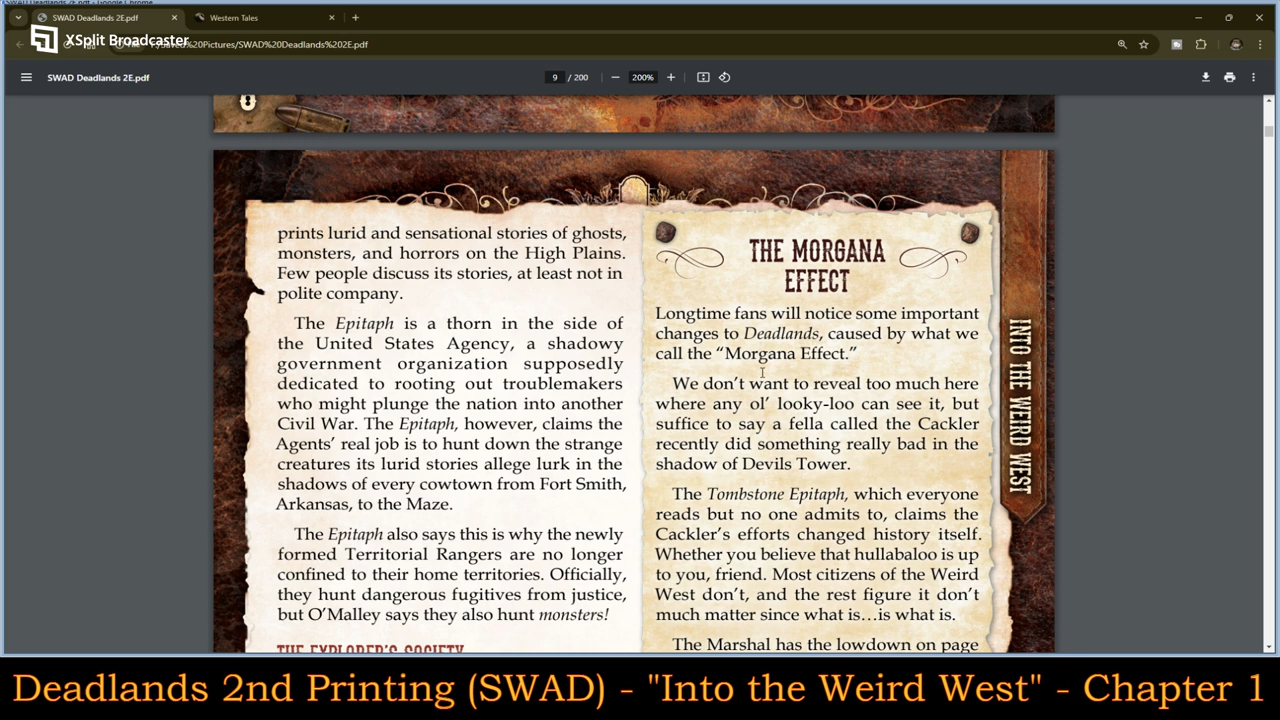 SWAD Deadlands 2E.pdf
Western Tales
XSplit Broadcaster
SWAD Deadlands 2E.pdf
9 / 200
200%
prints lurid and sensational stories of ghosts,
monsters, and horrors on the High Plains.
Few people discuss its stories, at least not in
polite company.
The Epitaph is a thorn in the side of
the United States Agency, a shadowy
government organization supposedly
dedicated to rooting out troublemakers
who might plunge the nation into another
Civil War. The Epitaph, however, claims the
Agents’ real job is to hunt down the strange
creatures its lurid stories allege lurk in the
shadows of every cowtown from Fort Smith,
Arkansas, to the Maze.
The Epitaph also says this is why the newly
formed Territorial Rangers are no longer
confined to their home territories. Officially,
they hunt dangerous fugitives from justice,
but O’Malley says they also hunt monsters!
THE EXPLORER’S SOCIETY
THE MORGANA
EFFECT
Longtime fans will notice some important
changes to Deadlands, caused by what we
call the “Morgana Effect.”
We don’t want to reveal too much here
where any ol’ looky-loo can see it, but
suffice to say a fella called the Cackler
recently did something really bad in the
shadow of Devils Tower.
The Tombstone Epitaph, which everyone
reads but no one admits to, claims the
Cackler’s efforts changed history itself.
Whether you believe that hullabaloo is up
to you, friend. Most citizens of the Weird
West don’t, and the rest figure it don’t
much matter since what is…is what is.
The Marshal has the lowdown on page
INTO THE WEIRD WEST
Deadlands 2nd Printing (SWAD) - "Into the Weird West" - Chapter 1